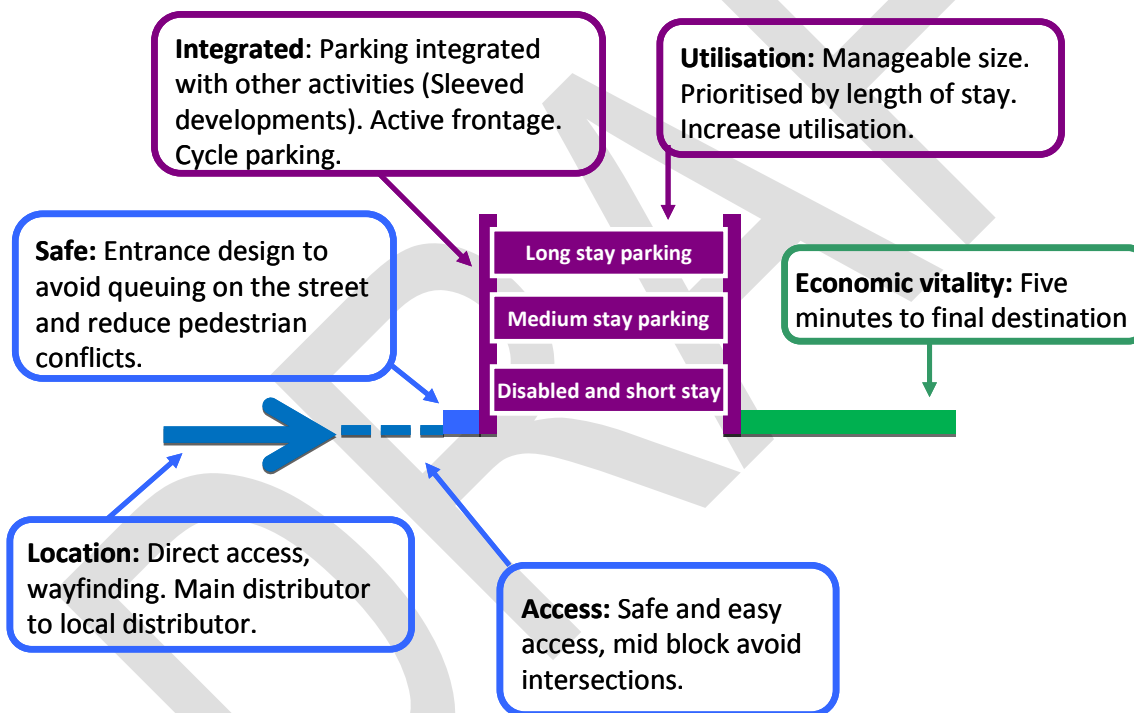 Integrated: Parking integrated
with other activities (Sleeved
developments). Active frontage.
Cycle parking.
Utilisation: Manageable size.
Prioritised by length of stay.
Increase utilisation.
Safe: Entrance design to
avoid queuing on the street
and reduce pedestrian
conflicts.
Long stay parking
Medium stay parking
Disabled and short stay
Economic vitality: Five
minutes to final destination
Location: Direct access,
wayfinding. Main distributor
to local distributor.
Access: Safe and easy
access, mid block avoid
intersections.
DRAF